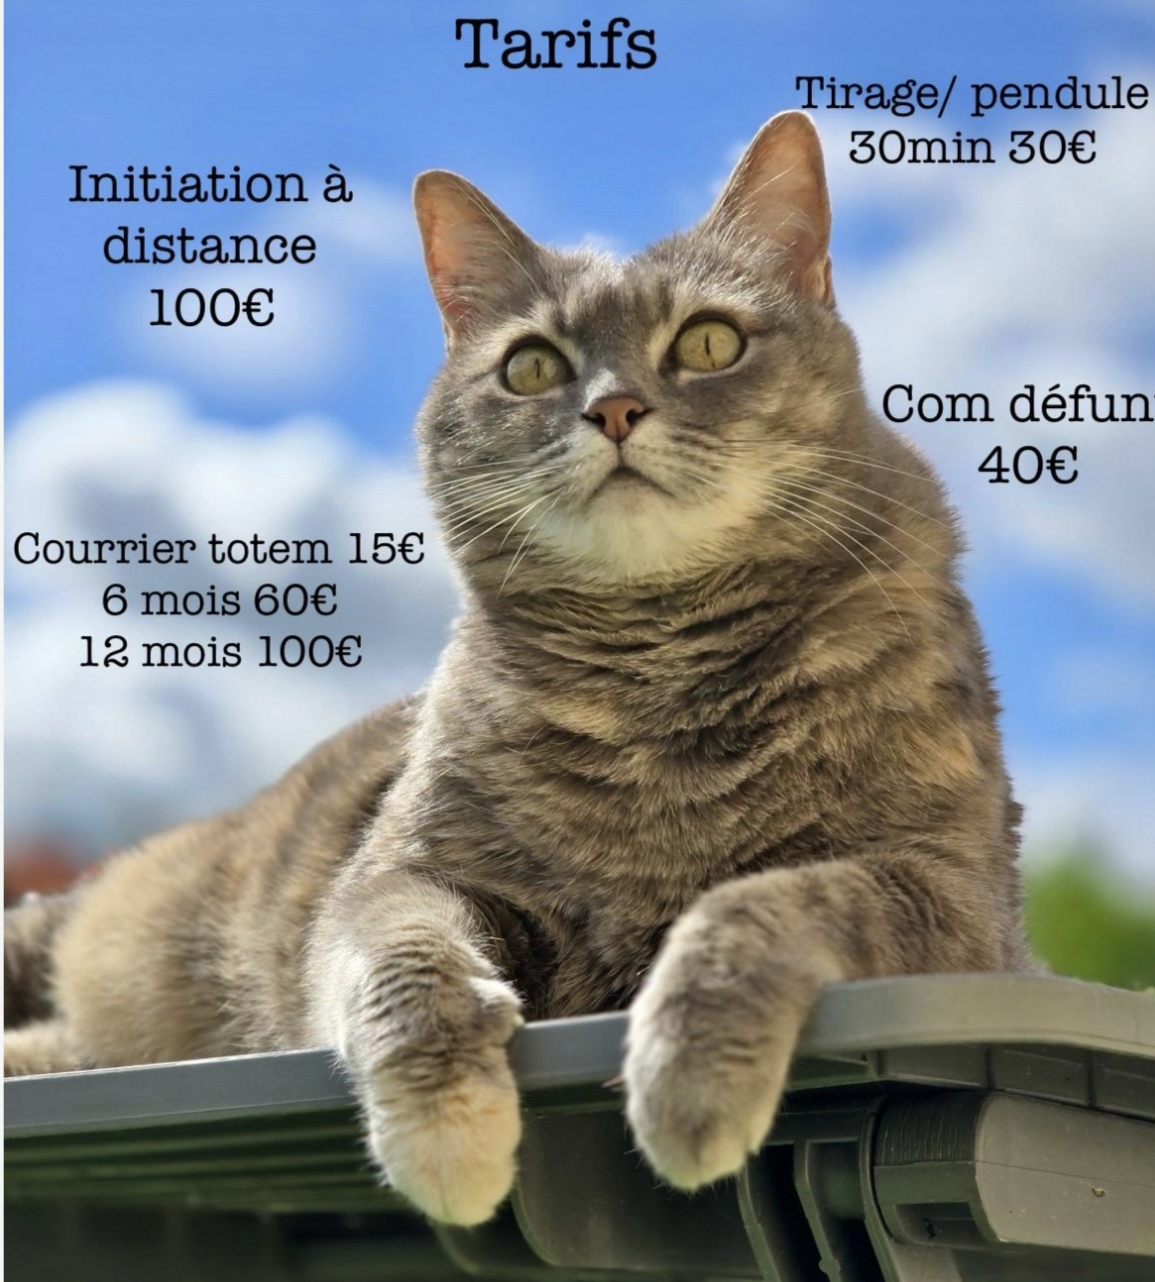 Tarifs
Tirage/ pendule
30min 30€
Initiation à
distance
100€
Com
40€
Courrier totem 15€
6 mois 60€
12 mois 100€